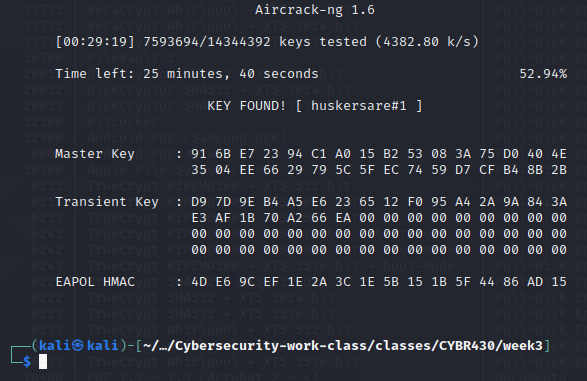 Aircrack-ng 1.6
[00:29:19] 7593694/14344392 keys tested (4382.80 k/s)
Time left: 25 minutes, 40 seconds 52.94%
KEY FOUND! [ huskersare#1 ]
Master Key : 91 6B E7 23 94 C1 A0 15 B2 53 08 3A 75 D0 40 4E
35 04 EE 66 29 79 5C 5F EC 74 59 D7 CF B4 8B 2B
Transient Key : D9 7D 9E B4 A5 E6 23 65 12 F0 95 A4 2A 9A 84 3A
E3 AF 1B 70 A2 66 EA 00 00 00 00 00 00 00 00 00
00 00 00 00 00 00 00 00 00 00 00 00 00 00 00 00
00 00 00 00 00 00 00 00 00 00 00 00 00 00 00 00
EAPOL HMAC : 4D E6 9C EF 1E 2A 3C 1E 5B 15 1B 5F 44 86 AD 15
┌──(kali㉿kali)-[~/…/Cybersecurity-work-class/classes/CYBR430/week3]
└─$